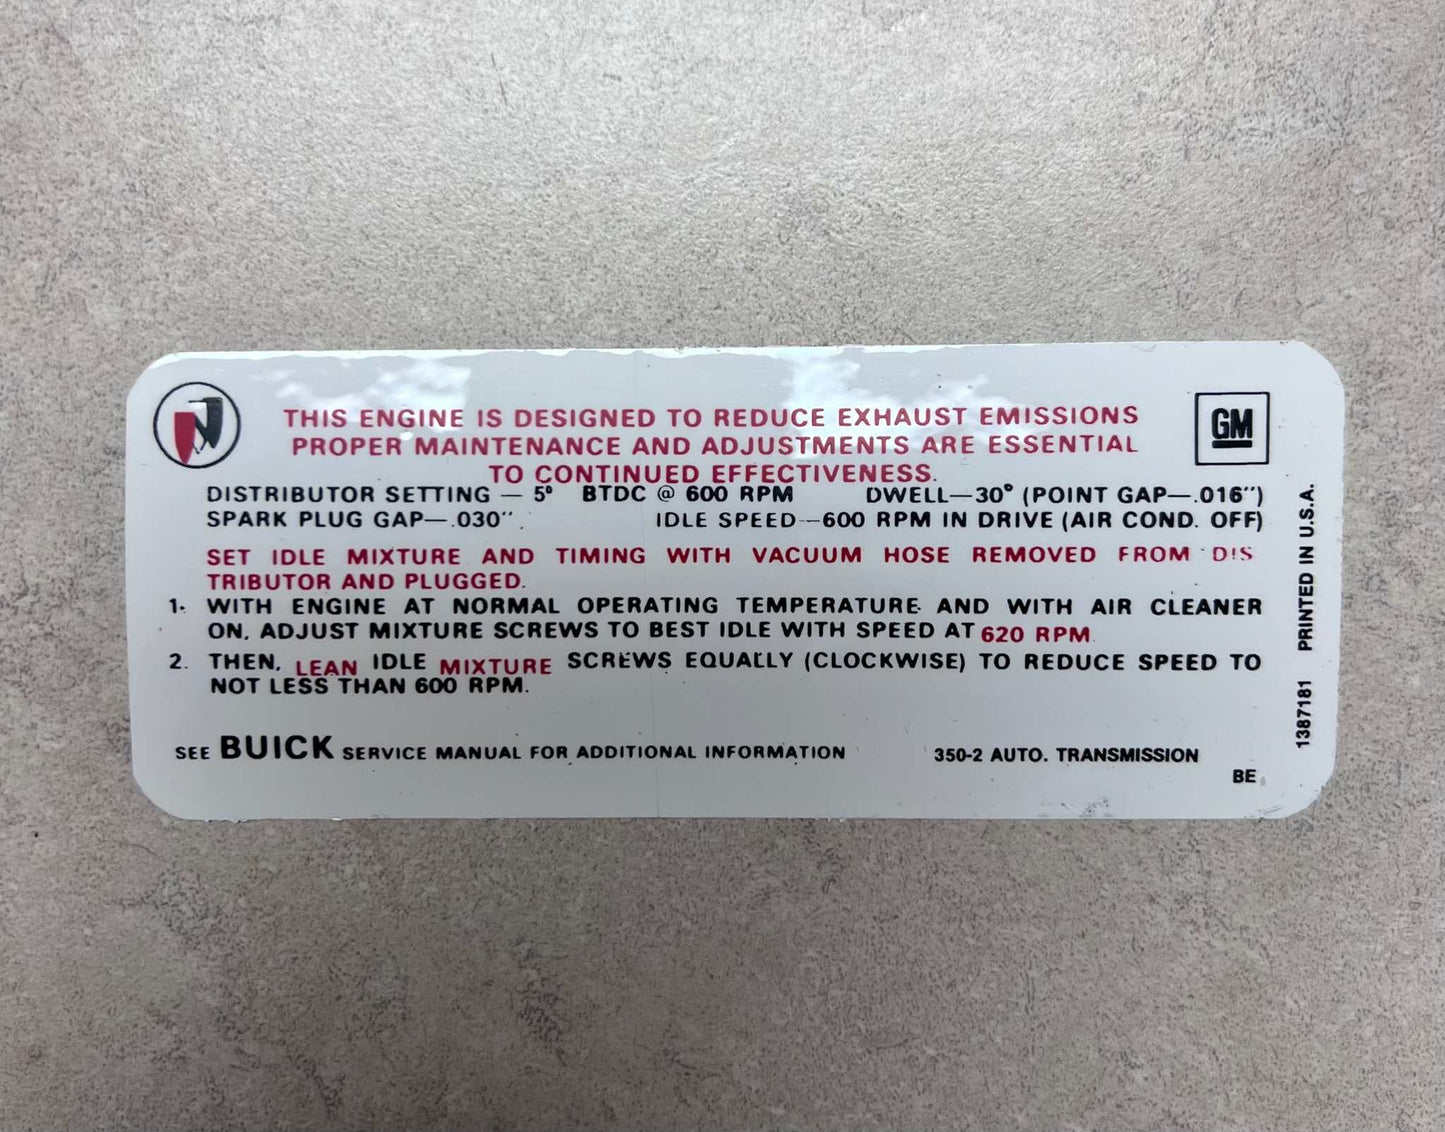 THIS ENGINE IS DESIGNED TO REDUCE EXHAUST EMISSIONS
PROPER MAINTENANCE AND ADJUSTMENTS ARE ESSENTIAL
TO CONTINUED EFFECTIVENESS.
GM
DISTRIBUTOR SETTING — 5° BTDC @ 600 RPM DWELL—30° (POINT GAP—.016")
SPARK PLUG GAP—.030" IDLE SPEED—600 RPM IN DRIVE (AIR COND. OFF)
SET IDLE MIXTURE AND TIMING WITH VACUUM HOSE REMOVED FROM DIS
TRIBUTOR AND PLUGGED.
1. WITH ENGINE AT NORMAL OPERATING TEMPERATURE AND WITH AIR CLEANER
ON, ADJUST MIXTURE SCREWS TO BEST IDLE WITH SPEED AT 620 RPM
2. THEN, LEAN IDLE MIXTURE SCREWS EQUALLY (CLOCKWISE) TO REDUCE SPEED TO
NOT LESS THAN 600 RPM.
SEE BUICK SERVICE MANUAL FOR ADDITIONAL INFORMATION 350-2 AUTO. TRANSMISSION
BE
1387181 PRINTED IN U.S.A.